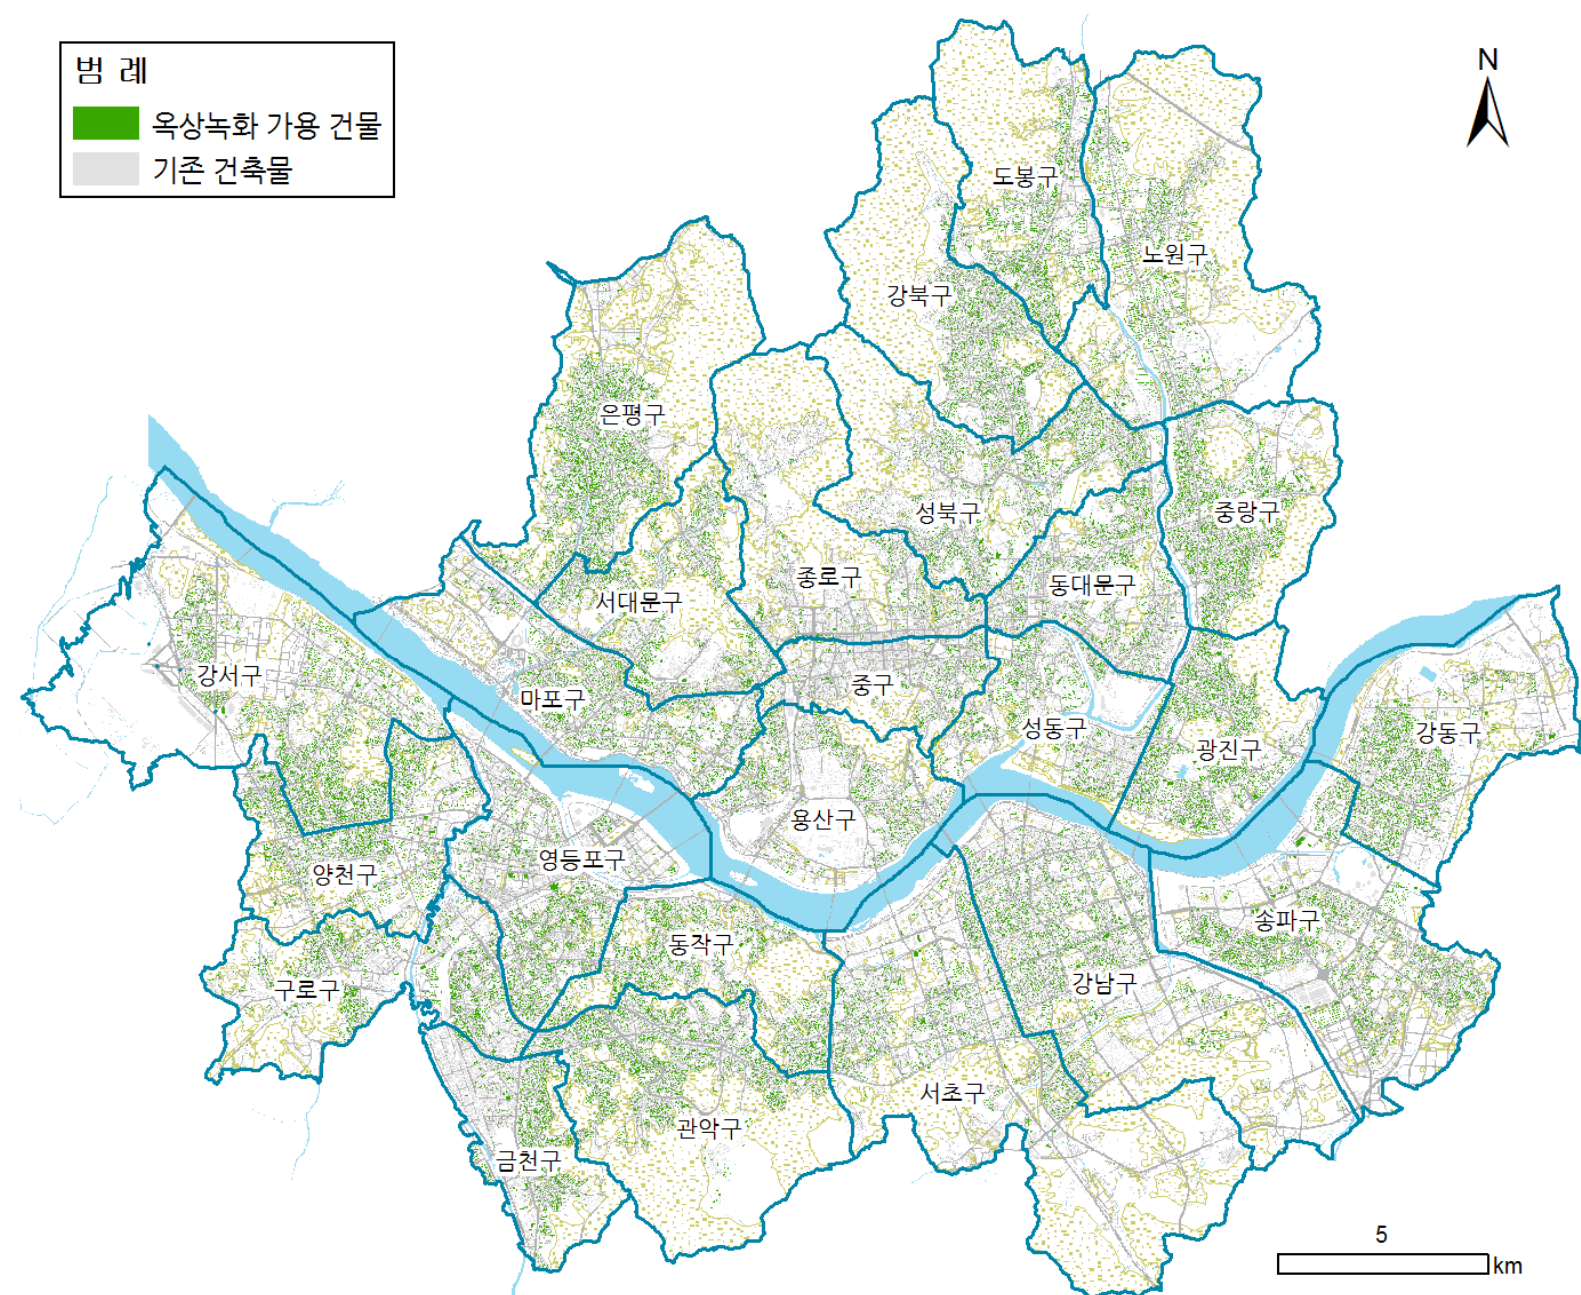 범 례
옥상녹화 가용 건물
기존 건축물
N
도봉구
노원구
강북구
은평구
성북구
중랑구
종로구
동대문구
서대문구
강서구
마포구
중구
성동구
광진구
강동구
용산구
영등포구
양천구
송파구
동작구
강남구
구로구
서초구
관악구
금천구
5
km